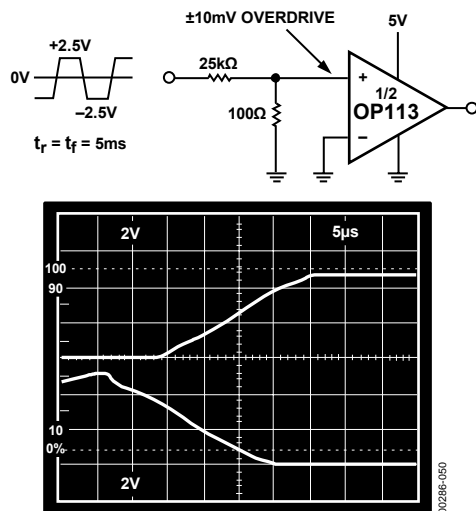 ±10mV OVERDRIVE
+2.5V
0V
–2.5V
tr = tf = 5ms
25kΩ
100Ω
5V
+
1/2
OP113
–
2V
5µs
100
90
10
0%
2V
00286-050